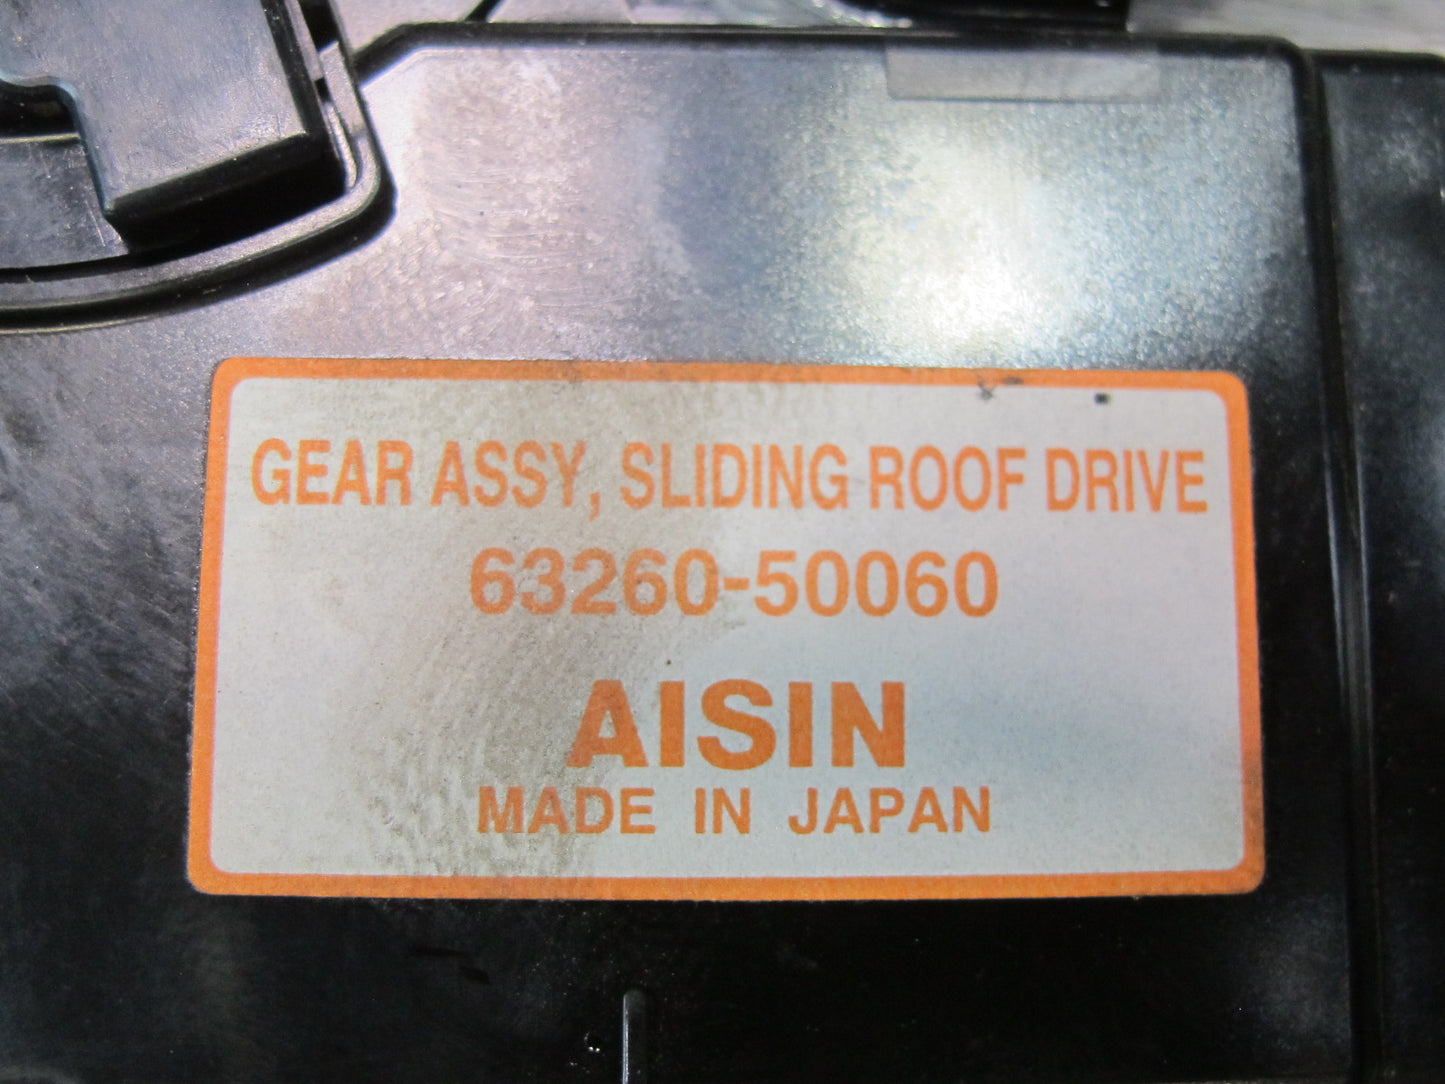 GEAR ASSY, SLIDING ROOF DRIVE
63260-50060
AISIN
MADE IN JAPAN